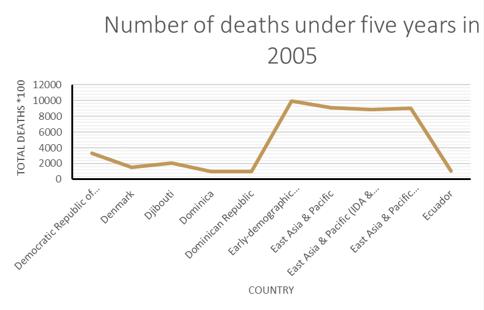 Number of deaths under five years in
2005
TOTAL DEATHS *100
12000
10000
8000
6000
4000
2000
0
Democratic Republic of…
Denmark
Djibouti
Dominica
Dominican Republic
Early-demographic…
East Asia & Pacific
East Asia & Pacific (IDA &…
East Asia & Pacific…
Ecuador
COUNTRY